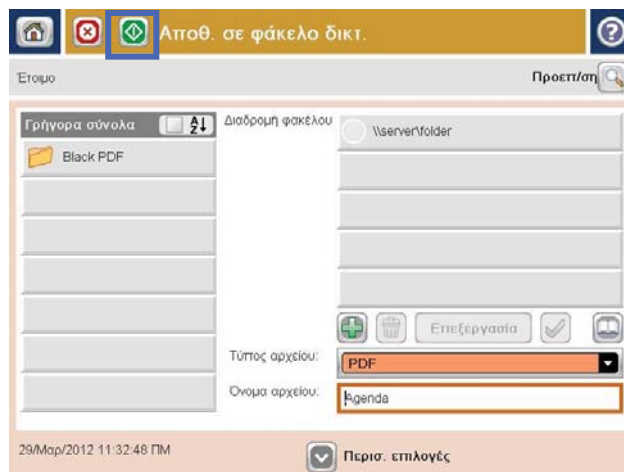 Αποθ. σε φάκελο δικτ.
Έτοιμο
Προεπ/ση
Γρήγορα σύνολα
Διαδρομή φακέλου
\\server\folder
Black PDF
Επεξεργασία
Τύπος αρχείου:
PDF
Όνομα αρχείου:
Agenda
29/Μαρ/2012 11:32:48 ΠΜ
Περισ. επιλογές